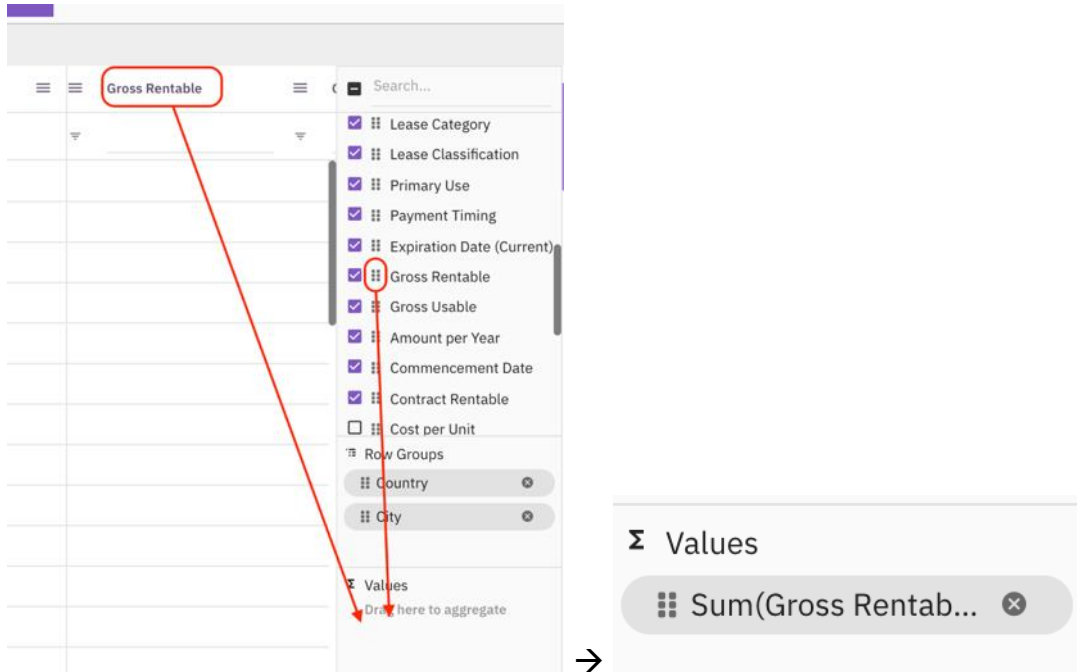 Gross Rentable
Search...
Lease Category
Lease Classification
Primary Use
Payment Timing
Expiration Date (Current)
Gross Rentable
Gross Usable
Amount per Year
Commencement Date
Contract Rentable
Cost per Unit
Row Groups
Country
City
Σ Values
Drag here to aggregate
→
Σ Values
Sum(Gross Rentab...